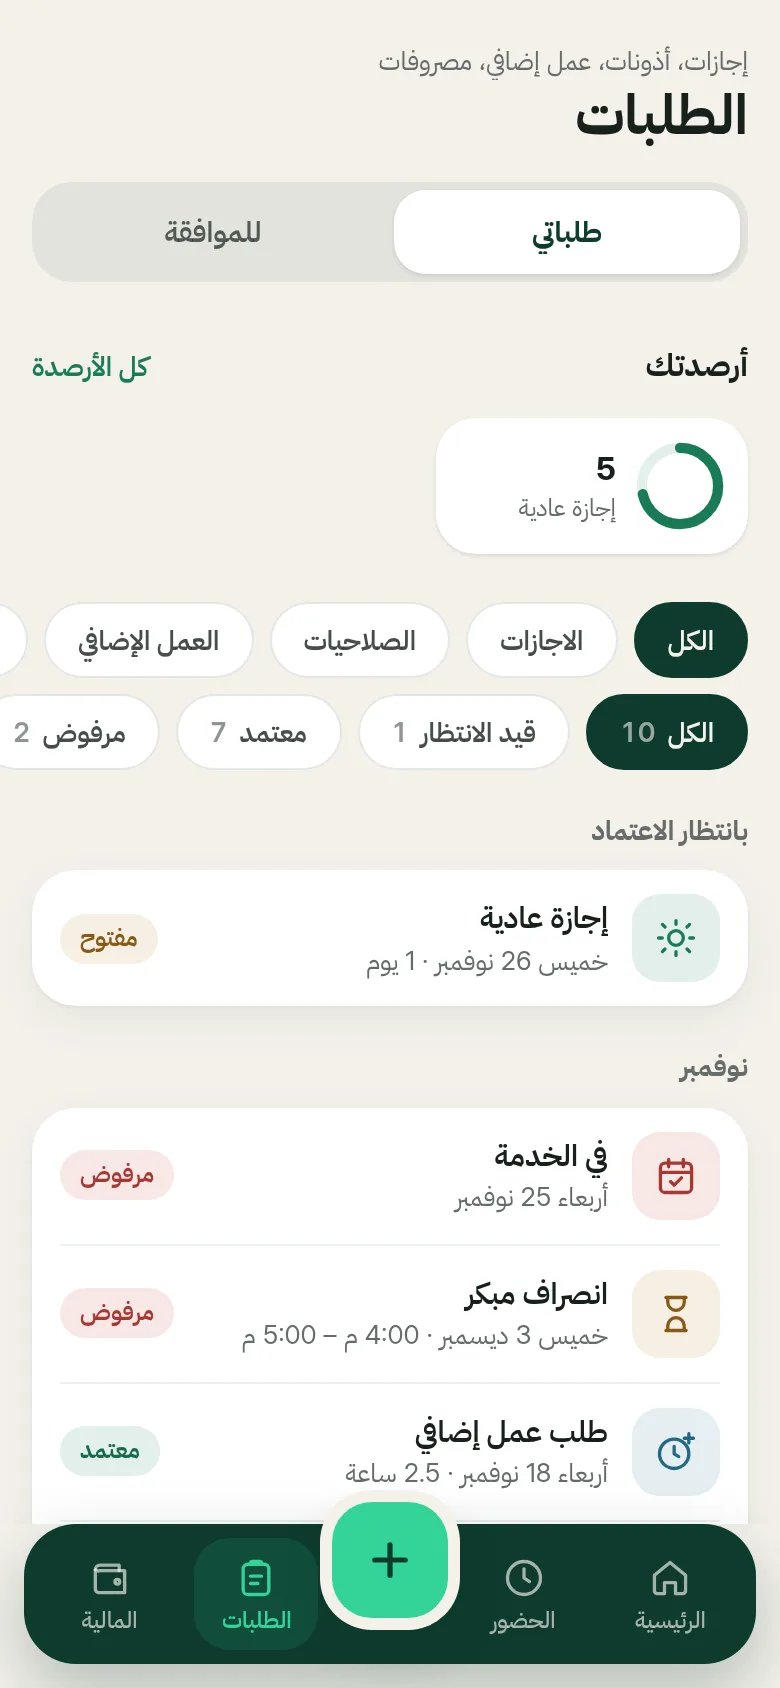 إجازات، أذونات، عمل إضافي، مصروفات
الطلبات
طلباتي
للموافقة
أرصدتك
كل الأرصدة
5
إجازة عادية
الكل
الاجازات
الصلاحيات
العمل الإضافي
الكل 10
قيد الانتظار 1
معتمد 7
مرفوض 2
بانتظار الاعتماد
إجازة عادية
خميس 26 نوفمبر · 1 يوم
مفتوح
نوفمبر
في الخدمة
أربعاء 25 نوفمبر
مرفوض
انصراف مبكر
خميس 3 ديسمبر · 4:00 م – 5:00 م
مرفوض
طلب عمل إضافي
أربعاء 18 نوفمبر · 2.5 ساعة
معتمد
الرئيسية
الحضور
الطلبات
المالية